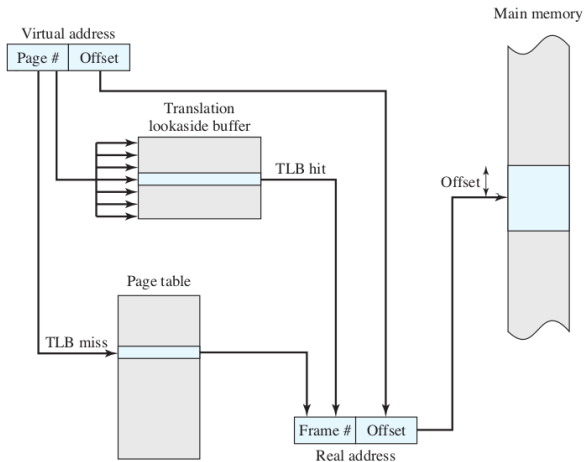 Main memory
Virtual address
Page # Offset
Translation
lookaside buffer
TLB hit
Offset
Page table
TLB miss
Frame # Offset
Real address